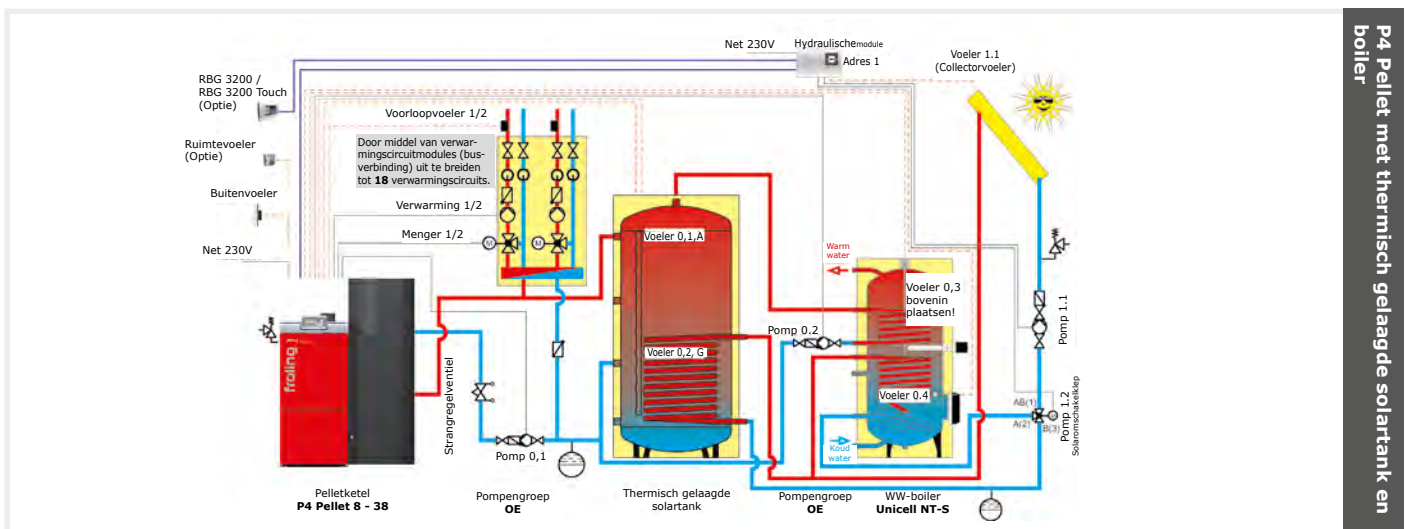 P4 Pellet met thermisch gelaagde solartank en
boiler
Net 230V
Hydraulischemodule
Adres 1
Voeler 1.1
(Collectorvoeler)
RBG 3200 /
RBG 3200 Touch
(Optie)
Voorloopvoeler 1/2
Ruimtevoeler
(Optie)
Door middel van verwar-
mingscircuitmodules (bus-
verbinding) uit te breiden
tot 18 verwarmingscircuits.
Buitenvoeler
Verwarming 1/2
Menger 1/2
Net 230V
M
M
Voeler 0,1,A
Warm
water
Voeler 0,3
bovenin
plaatsen!
Pomp 1.1
froling
Strangregelventiel
Pomp 0.2
Voeler 0,2, G
Voeler 0.4
AB(1)
A(2)
B(3)
Pomp 1.2
Solaromschakelklep
Koud
water
Pomp 0,1
Pelletketel
P4 Pellet 8 - 38
Pompengroep
OE
Thermisch gelaagde
solartank
Pompengroep
OE
WW-boiler
Unicell NT-S